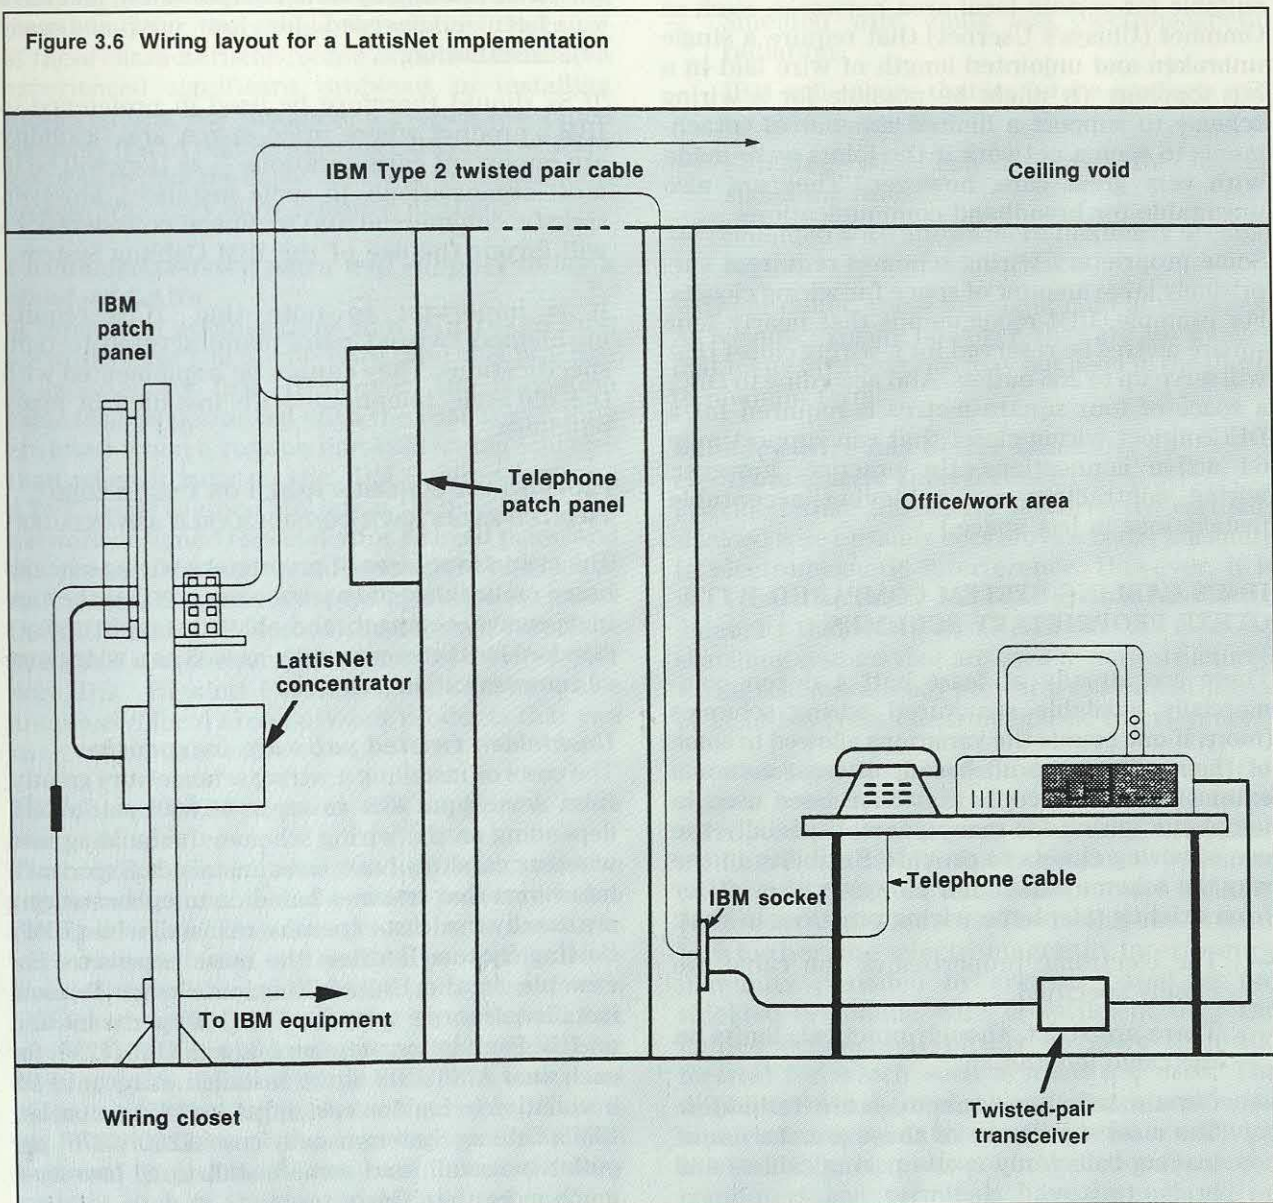 Figure 3.6 Wiring layout for a LattisNet implementation
IBM Type 2 twisted pair cable
Ceiling void
IBM
patch
panel
Telephone
patch panel
Office/work area
LattisNet
concentrator
Telephone cable
IBM socket
To IBM equipment
Wiring closet
Twisted-pair
transceiver